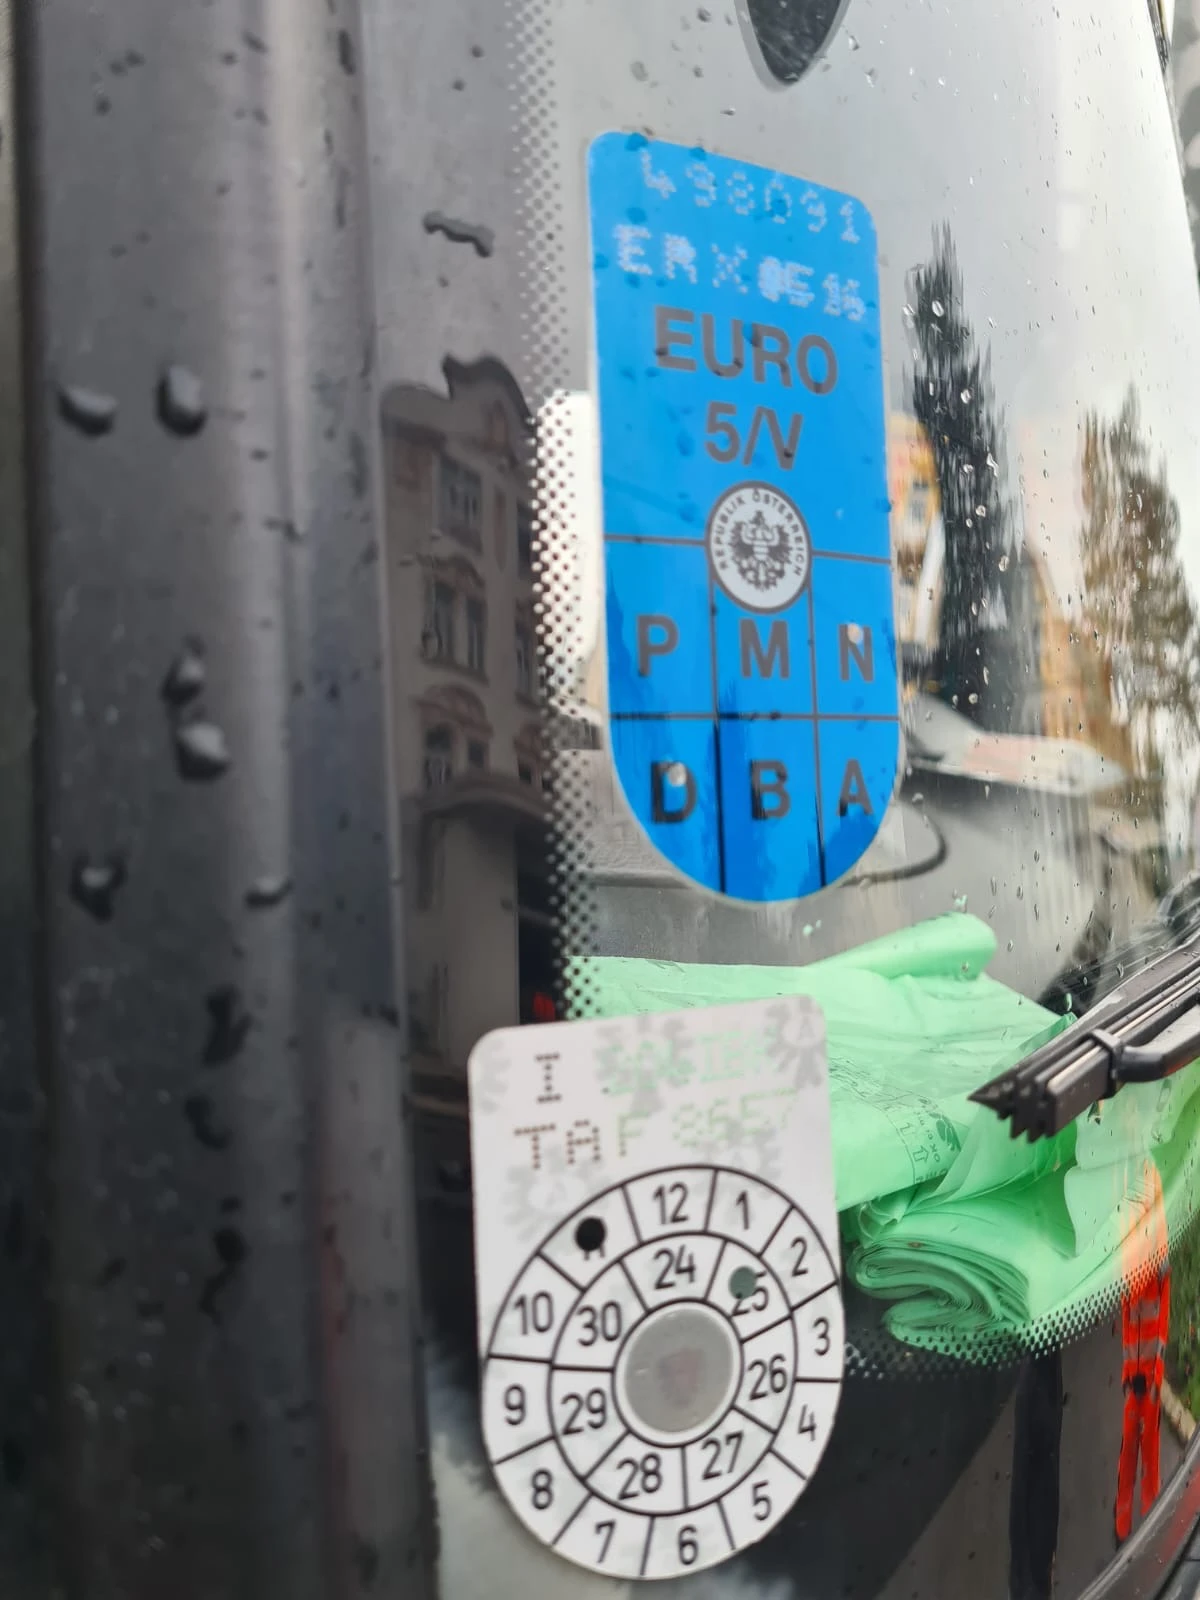 498091
EURO
5/V
REPUBLIK ÖSTERREICH
P M N
D B A
I
TAF
12 1
2
10 24 25
30 3
26
9 29 4
28 27
8 5
7 6